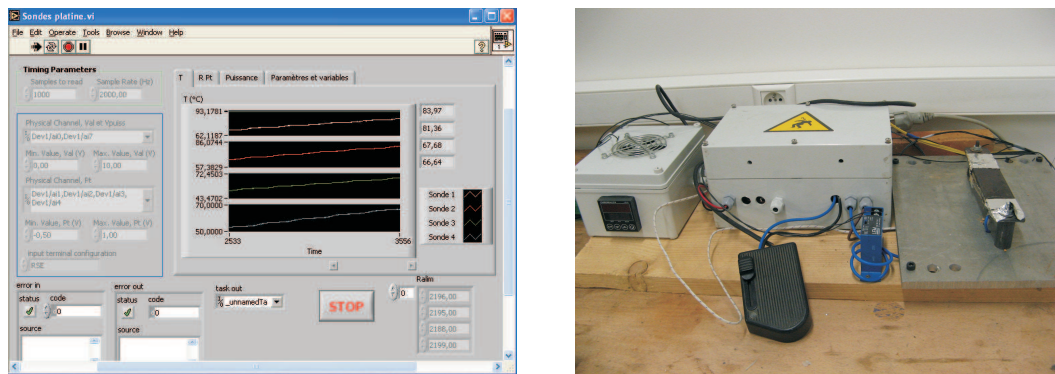 Sondes platine.vi
File Edit Operate Tools Browse Window Help
Timing Parameters
Samples to read Sample Rate (Hz)
1000 2000,00
Physical Channel, Val et Vpuiss
Dev1/ai0,Dev1/ai7
Min. Value, Val (V) Max. Value, Val (V)
0,00 10,00
Physical Channel, Pt
Dev1/ai1,Dev1/ai2,Dev1/ai3,
Dev1/ai4
Min. Value, Pt (V) Max. Value, Pt (V)
-0,50 1,00
input terminal configuration
RSE
T R Pt Puissance Paramètres et variables
T (°C)
93,1781
62,1187
86,0744
57,3829
72,4503
43,4702
70,0000
50,0000
2533 3556
Time
83,97
81,36
67,68
66,64
Sonde 1
Sonde 2
Sonde 3
Sonde 4
error in
status code
0
source
error out
status code
0
source
task out
_unnamedTa
STOP
Ralim
0
2196,00
2195,00
2188,00
2199,00